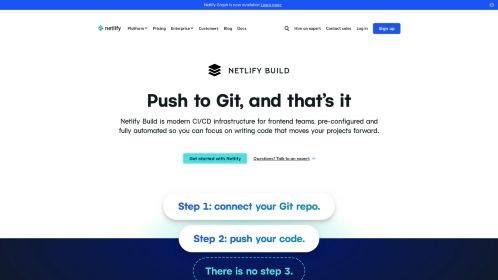 Netlify Graph is now available! Learn more
netlify Platform Pricing Enterprise Customers Blog Docs Hire an expert Contact sales Log in Sign up
NETLIFY BUILD
Push to Git, and that's it
Netlify Build is modern CI/CD infrastructure for frontend teams, pre-configured and
fully automated so you can focus on writing code that moves your projects forward.
Get started with Netlify Questions? Talk to an expert →
Step 1: connect your Git repo.
Step 2: push your code.
There is no step 3.